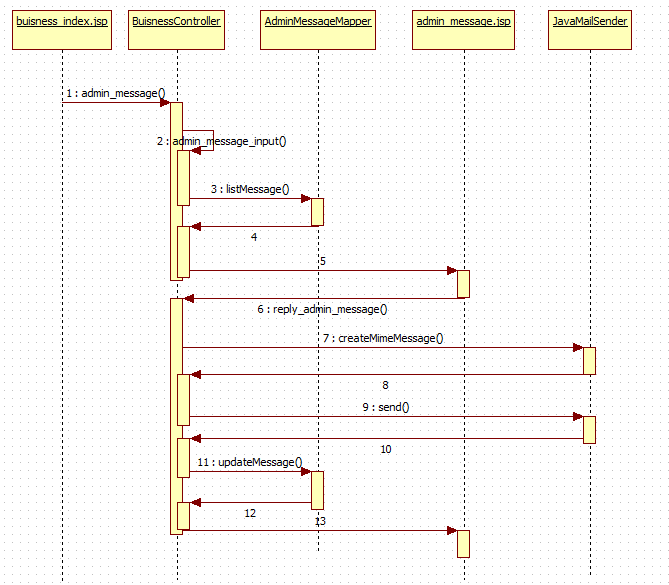 buisness_index.jsp
BuisnessController
AdminMessageMapper
admin_message.jsp
JavaMailSender
1 : admin_message()
2 : admin_message_input()
3 : listMessage()
4
5
6 : reply_admin_message()
7 : createMimeMessage()
8
9 : send()
10
11 : updateMessage()
12
13